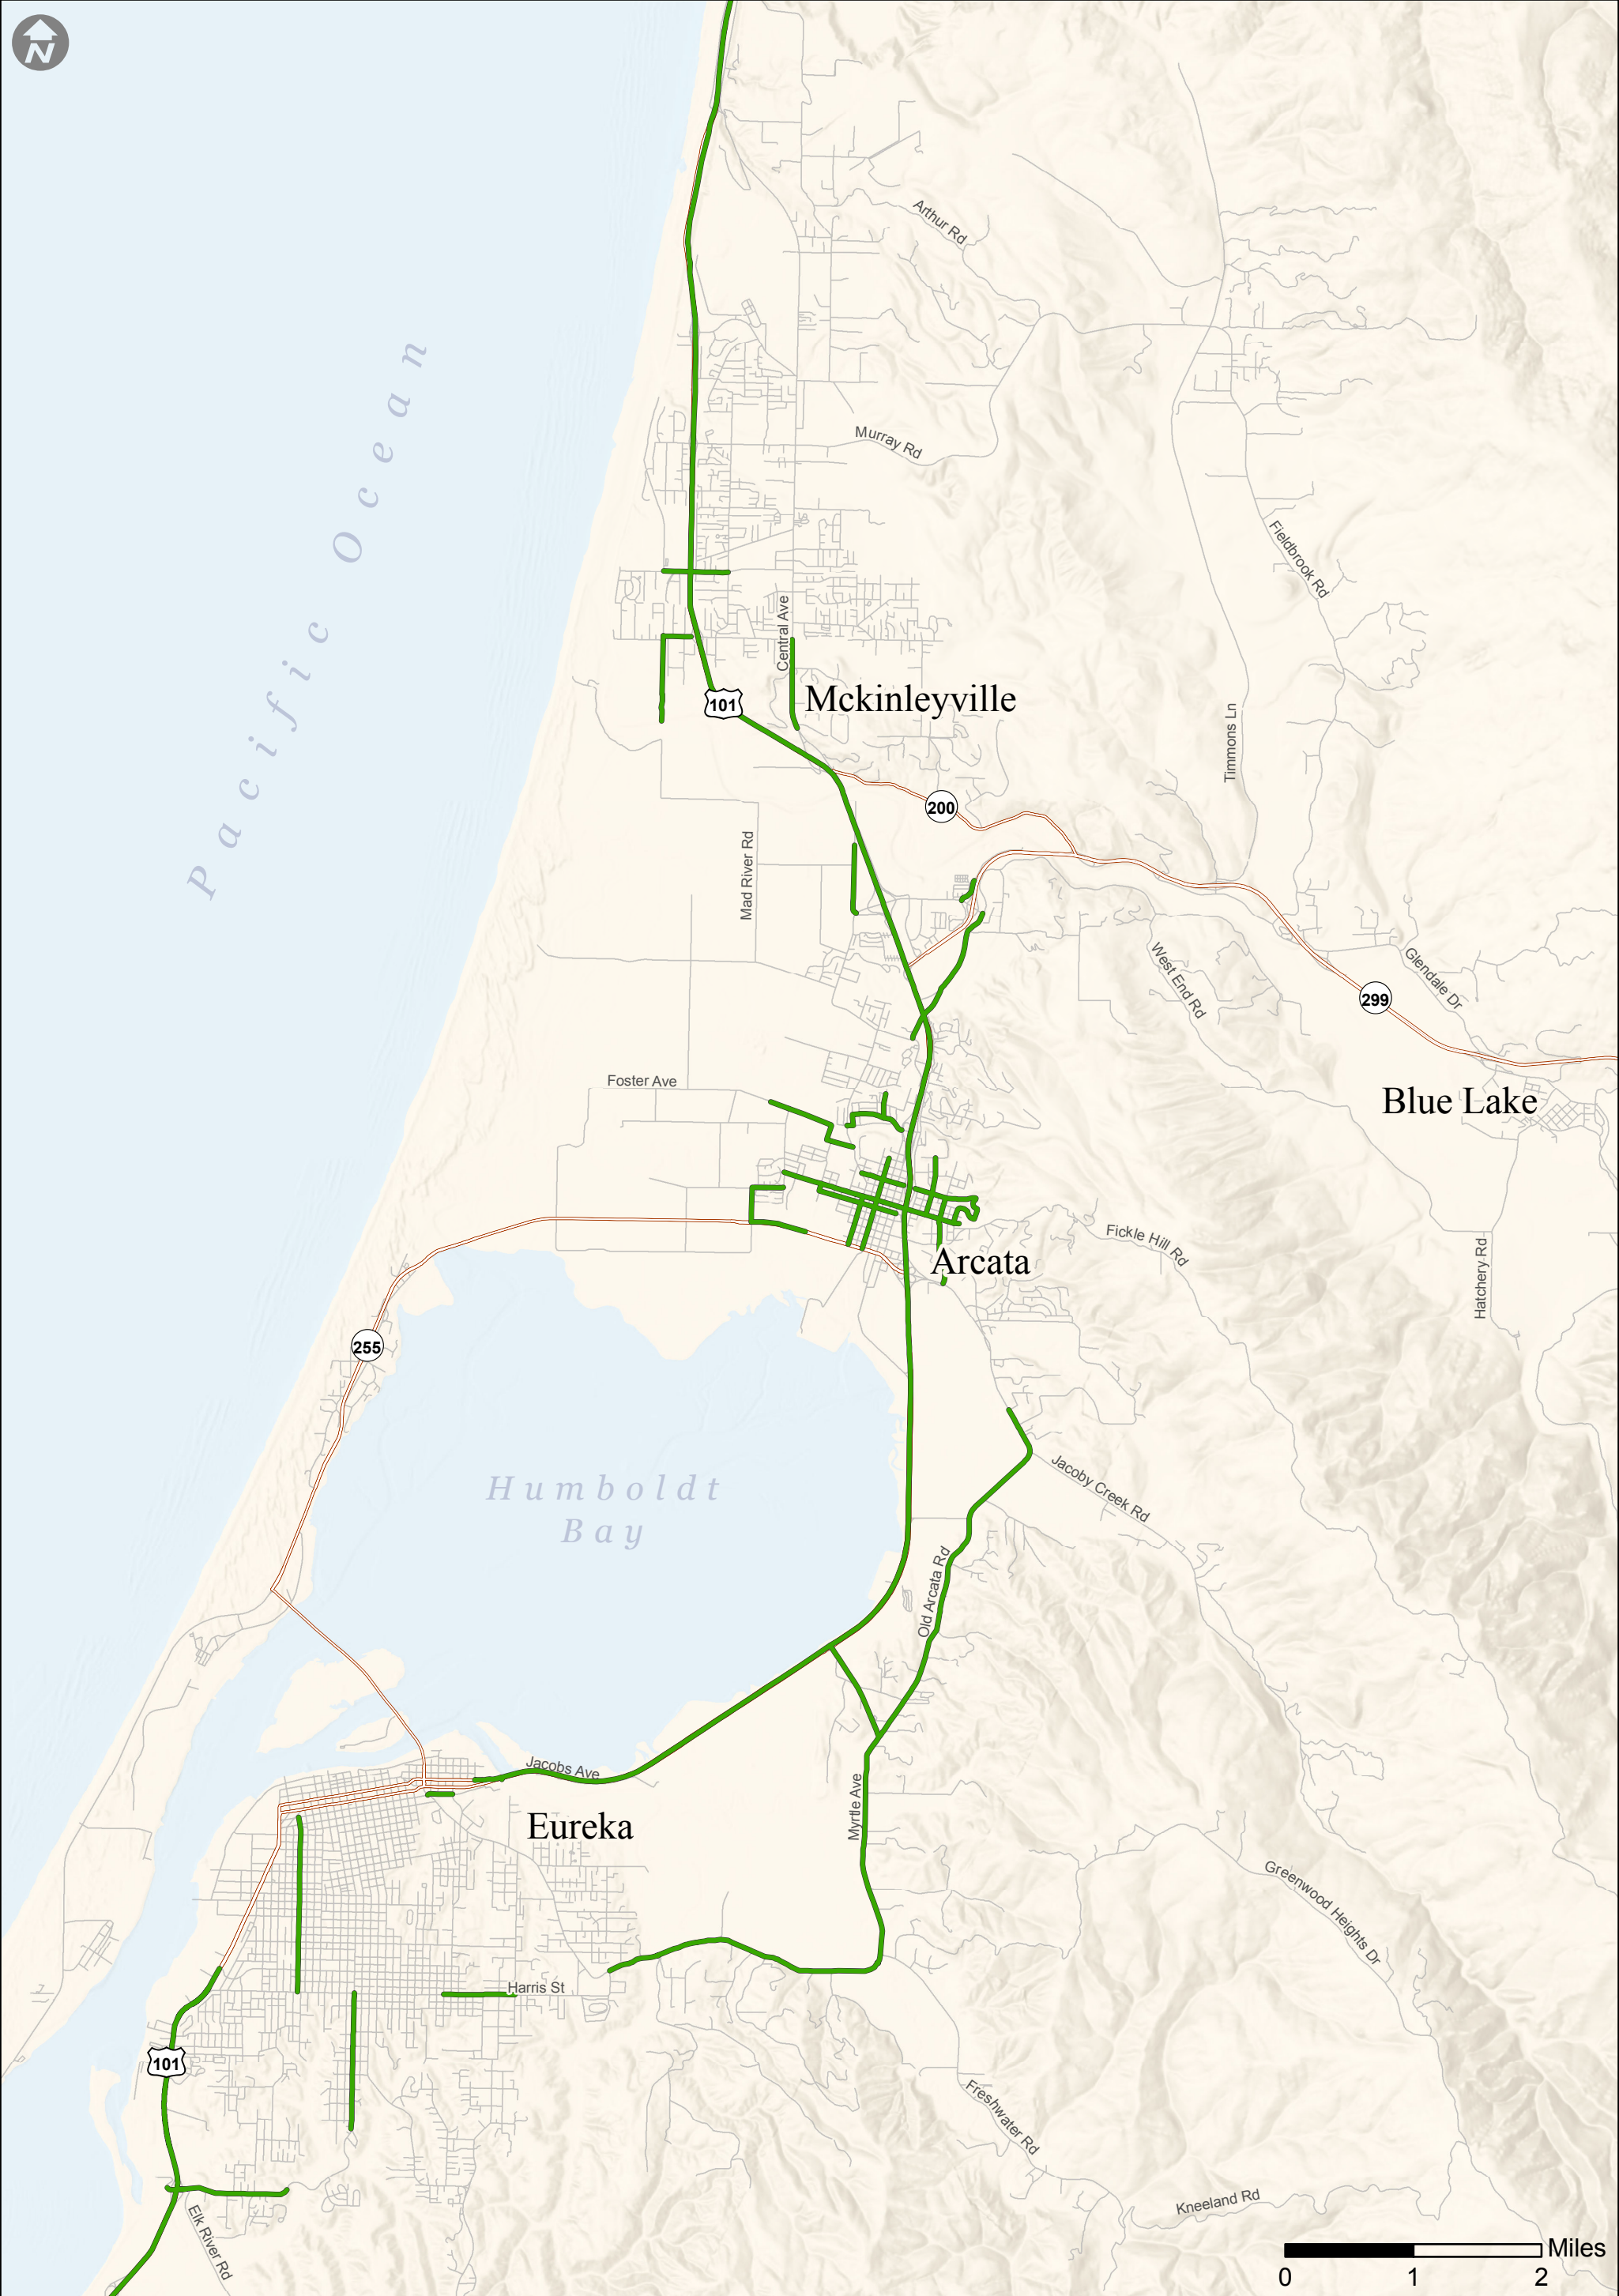 N
Arthur Rd
Pacific Ocean
Murray Rd
Fieldbrook Rd
Central Ave
Mckinleyville
101
Timmons Ln
200
Mad River Rd
West End Rd
Glendale Dr
299
Foster Ave
Blue Lake
Fickle Hill Rd
Arcata
Hatchery Rd
255
Jacoby Creek Rd
Humboldt
Bay
Old Arcata Rd
Jacobs Ave
Myrtle Ave
Eureka
Greenwood Heights Dr
Harris St
101
Freshwater Rd
Kneeland Rd
Elk River Rd
Miles
0 1 2